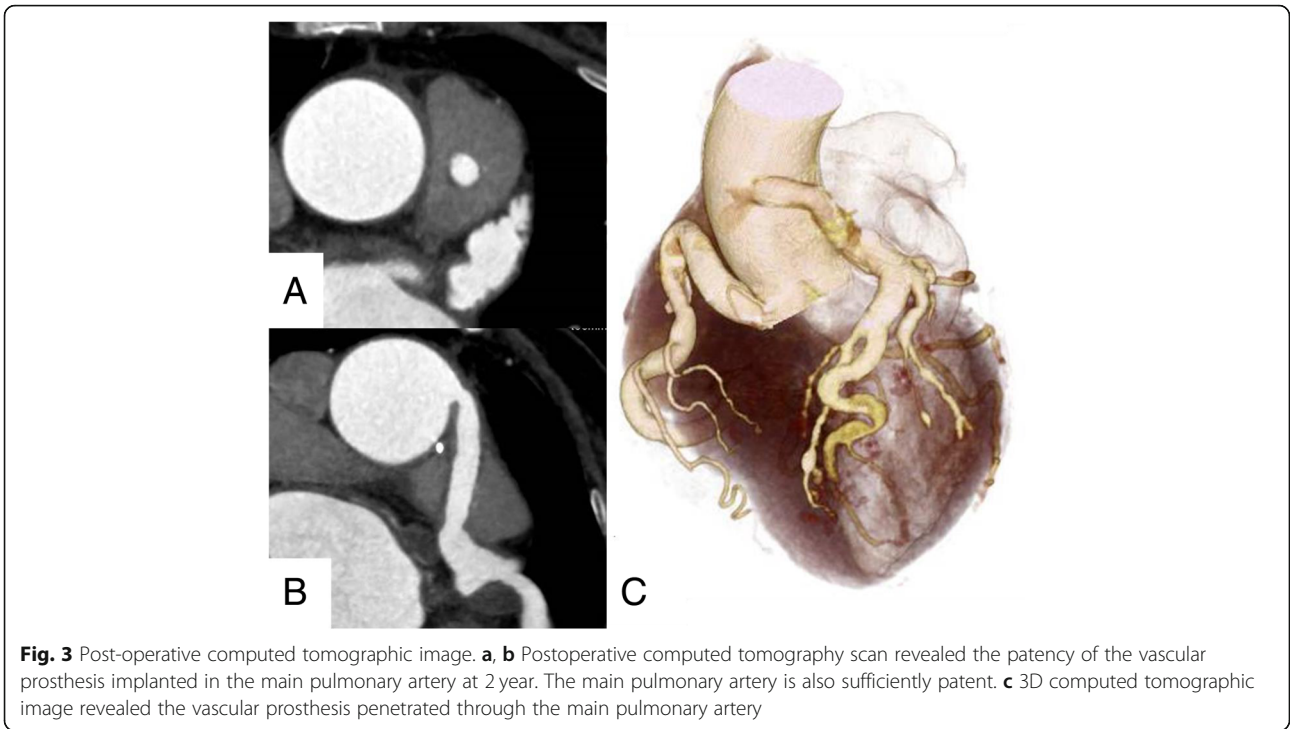 A
B
C
Fig. 3 Post-operative computed tomographic image. a, b Postoperative computed tomography scan revealed the patency of the vascular
prosthesis implanted in the main pulmonary artery at 2 year. The main pulmonary artery is also sufficiently patent. c 3D computed tomographic
image revealed the vascular prosthesis penetrated through the main pulmonary artery